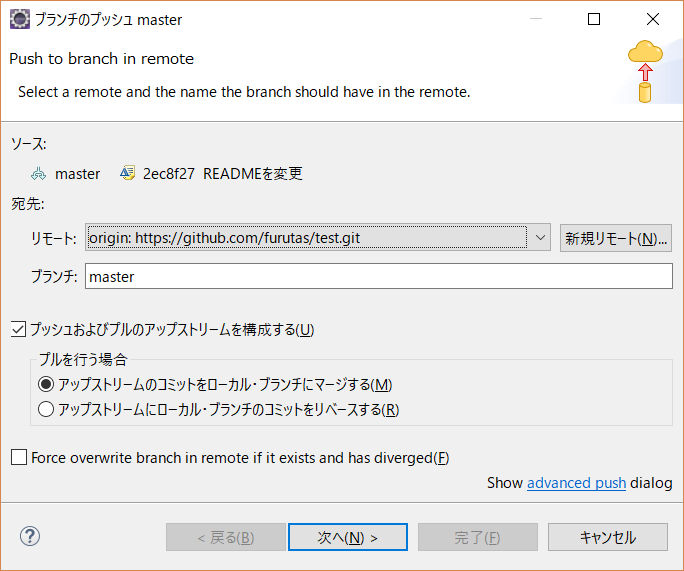 ブランチのプッシュ master
Push to branch in remote
Select a remote and the name the branch should have in the remote.
ソース:
master 2ec8f27 READMEを変更
宛先:
リモート: origin: https://github.com/furutas/test.git 新規リモート(N)...
ブランチ: master
プッシュおよびプルのアップストリームを構成する(U)
プルを行う場合
アップストリームのコミットをローカル・ブランチにマージする(M)
アップストリームにローカル・ブランチのコミットをリベースする(R)
Force overwrite branch in remote if it exists and has diverged(F)
Show advanced push dialog
< 戻る(B) 次へ(N) > 完了(F) キャンセル